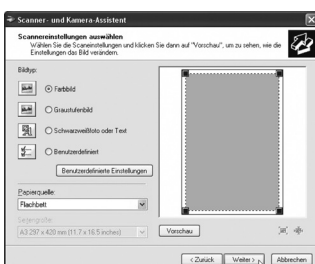 Scanner- und Kamera-Assistent
Scannereinstellungen auswählen
Wählen Sie die Scaneinstellungen und klicken Sie dann auf "Vorschau", um zu sehen, wie die
Einstellungen das Bild verändern.
Bildtyp:
Farbbild
Graustufenbild
Schwarzweißfoto oder Text
Benutzerdefiniert
Benutzerdefinierte Einstellungen
Papierquelle:
Flachbett
Seitengröße:
A3 297 x 420 mm (11.7 x 16.5 inches)
Vorschau
< Zurück
Weiter >
Abbrechen